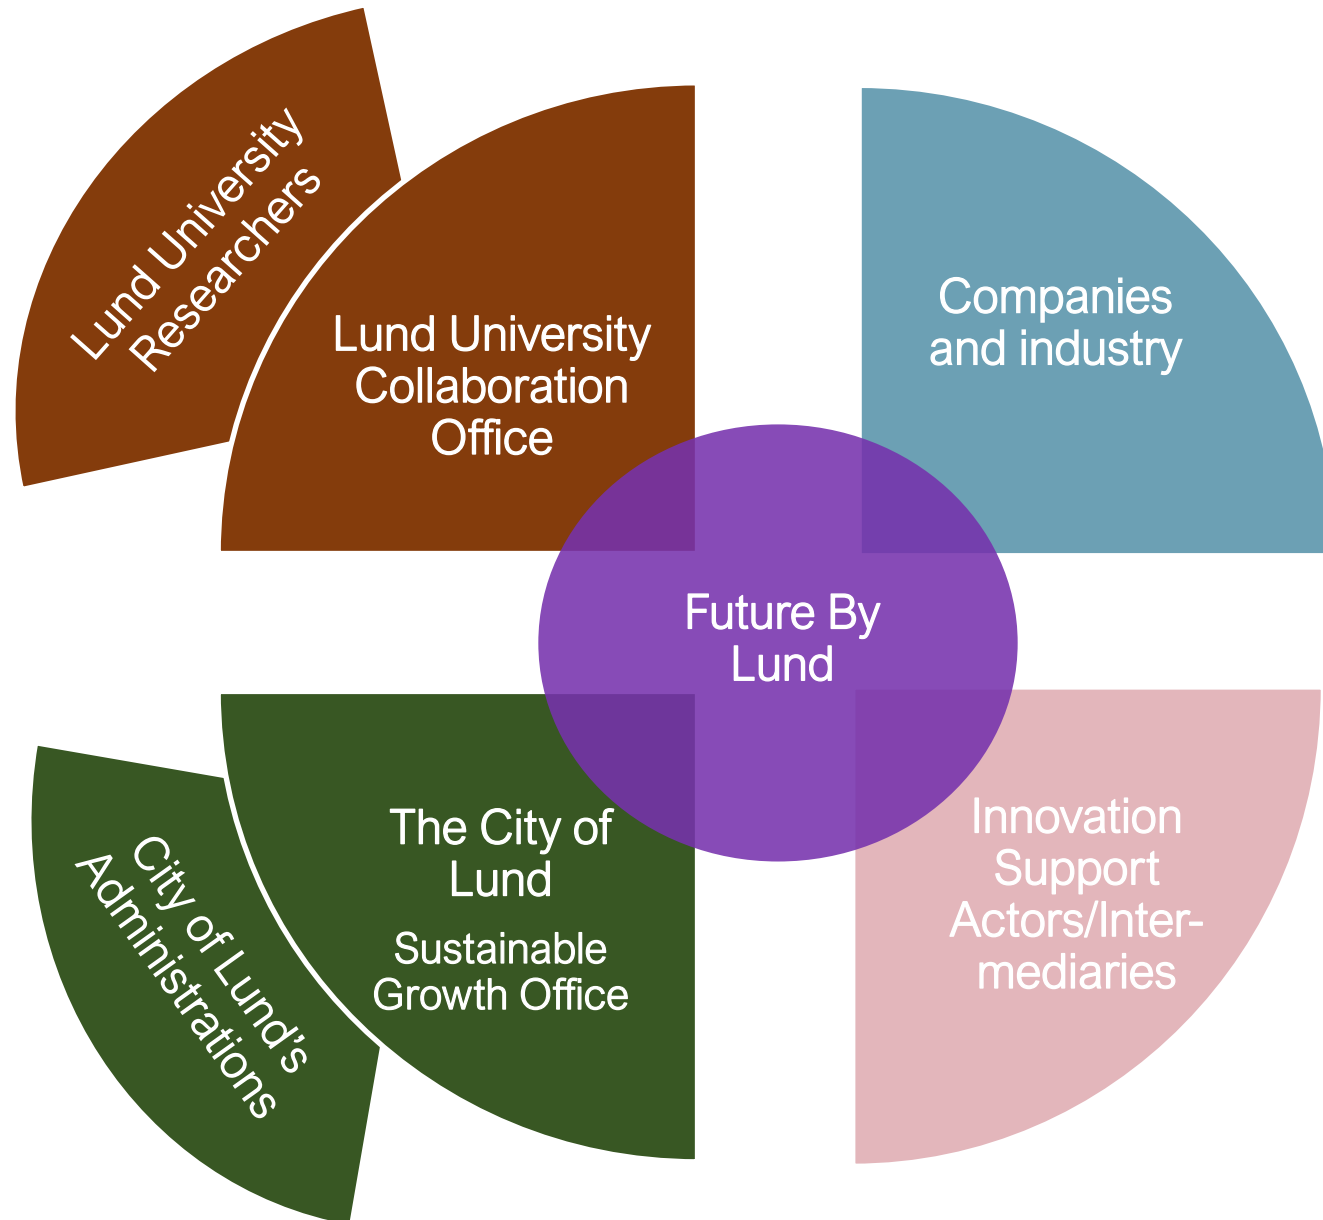 Lund University
Researchers
Lund University
Collaboration
Office
Companies
and industry
Future By
Lund
The City of
Lund
Sustainable
Growth Office
City of Lund's
Administrations
Innovation
Support
Actors/Inter-
mediaries